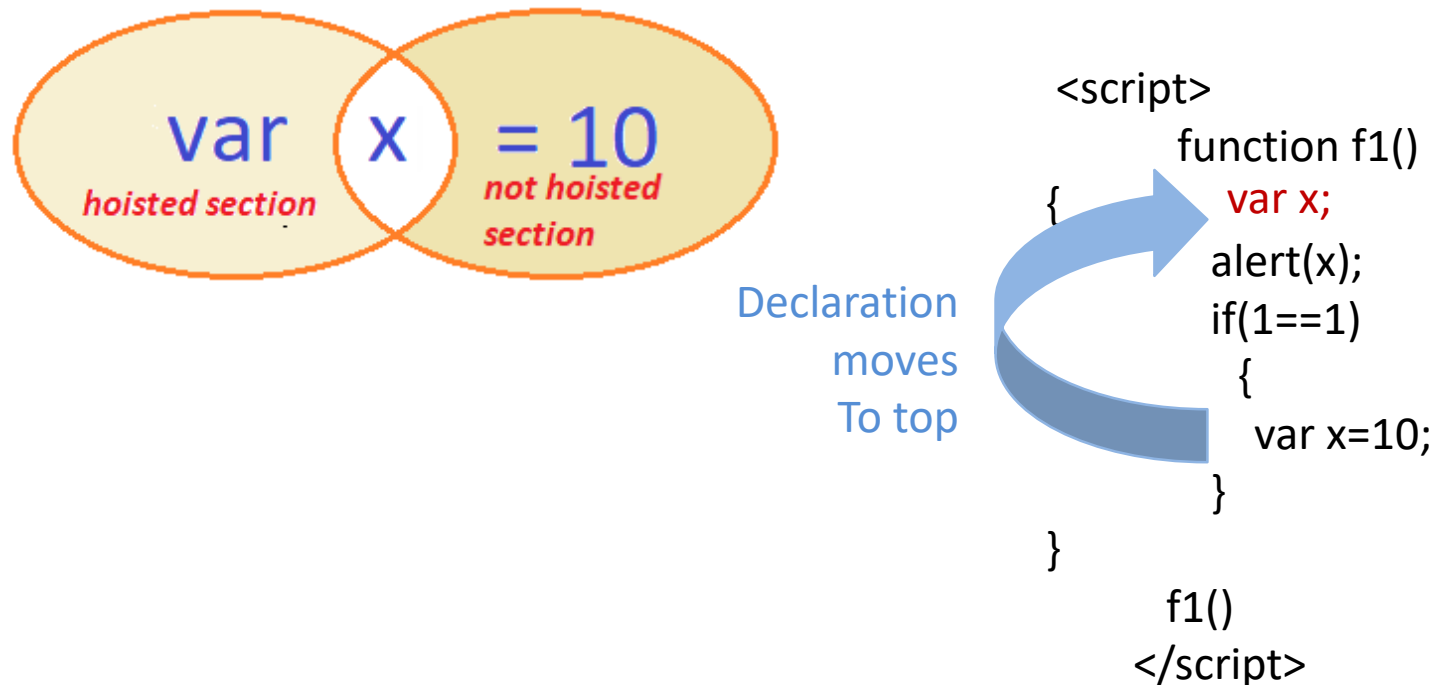 var x = 10
hoisted section
not hoisted
section
Declaration
moves
To top
<script>
function f1()
{ var x;
alert(x);
if(1==1)
{
var x=10;
}
}
f1()
</script>